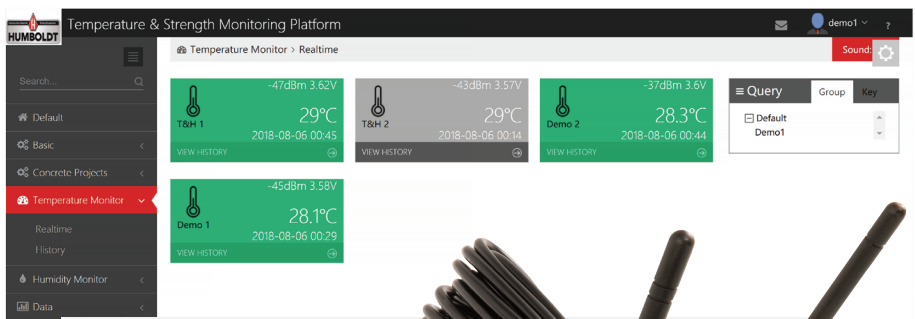 HUMBOLDT
Temperature & Strength Monitoring Platform
demo1
?
Search...
Default
Basic
Concrete Projects
Temperature Monitor
Realtime
History
Humidity Monitor
Data
Temperature Monitor > Realtime
Sound:
-47dBm 3.62V
29°C
T&H 1
2018-08-06 00:45
VIEW HISTORY
-43dBm 3.57V
29°C
T&H 2
2018-08-06 00:14
VIEW HISTORY
-37dBm 3.6V
28.3°C
Demo 2
2018-08-06 00:44
VIEW HISTORY
-45dBm 3.58V
28.1°C
Demo 1
2018-08-06 00:29
VIEW HISTORY
Query
Group
Key
Default
Demo1